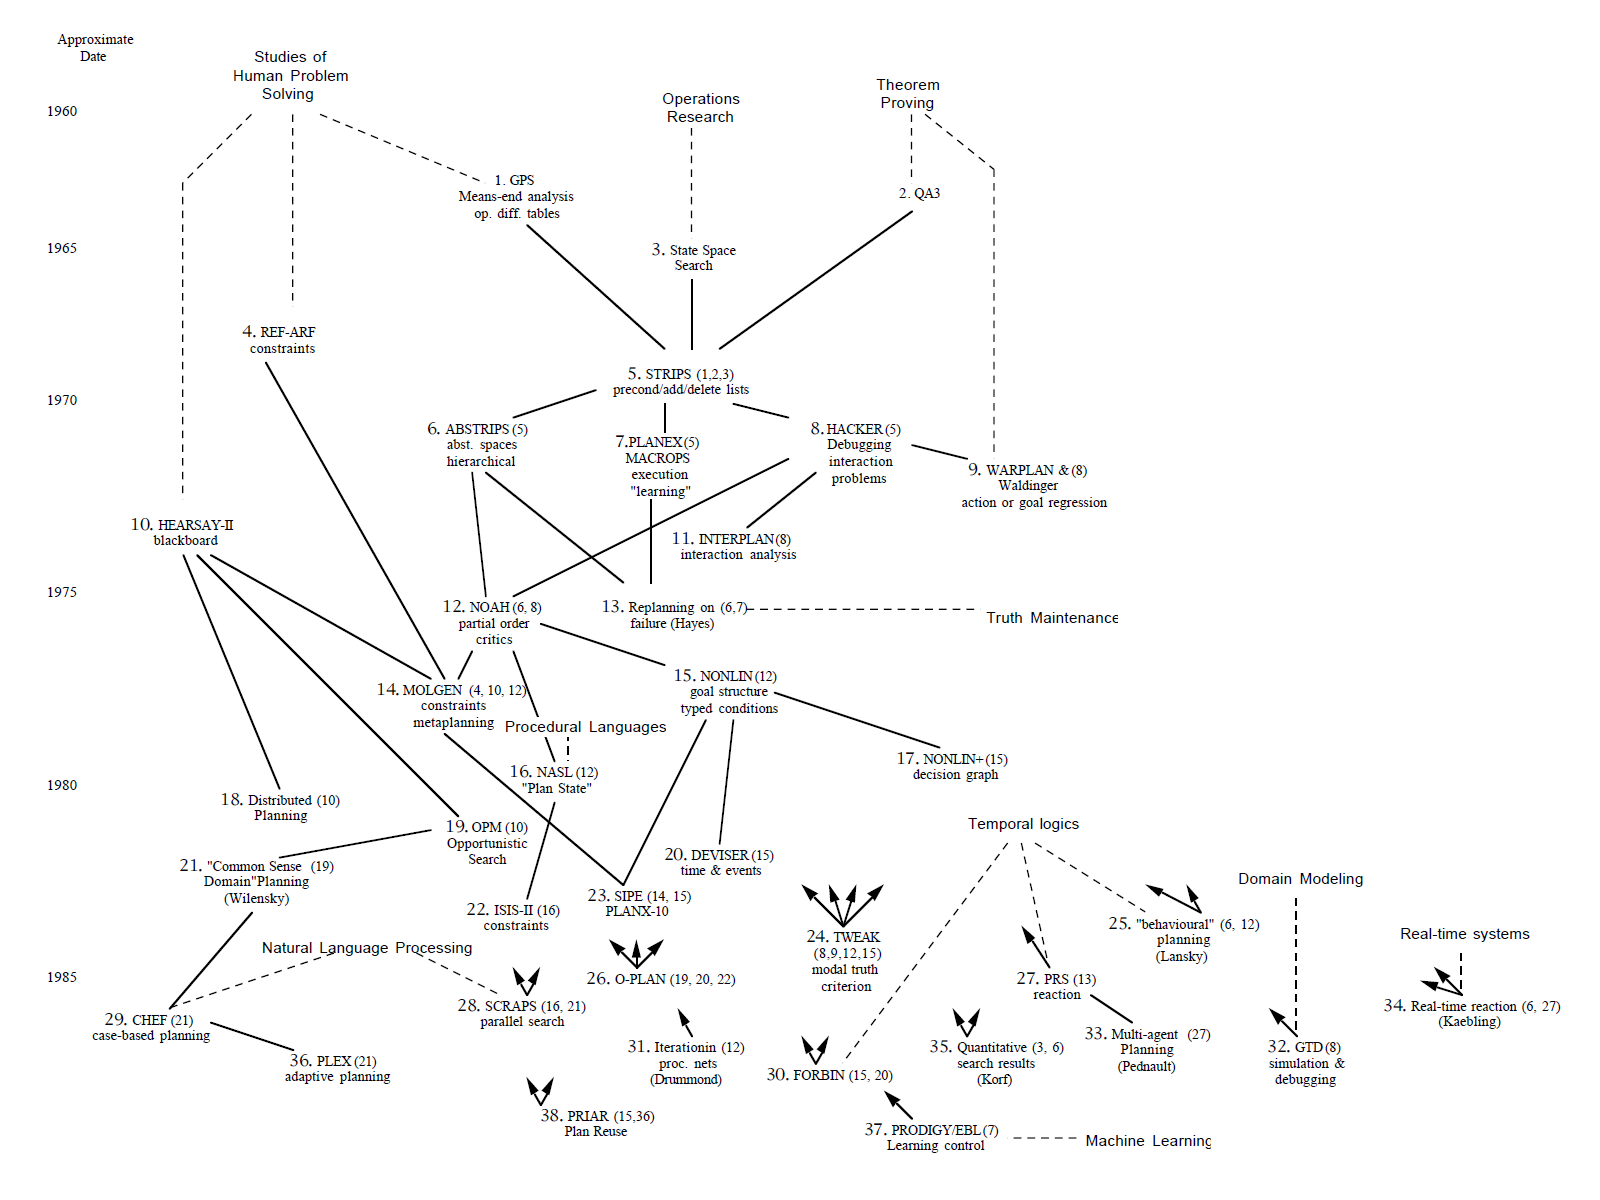 Approximate
Date
Studies of
Human Problem
Solving
Operations
Research
Theorem
Proving
1960
1. GPS
Means-end analysis
op. diff. tables
2. QA3
1965
3. State Space
Search
4. REF-ARF
constraints
5. STRIPS (1,2,3)
precond/add/delete lists
1970
6. ABSTRIPS (5)
abst. spaces
hierarchical
7.PLANEX (5)
MACROPS
execution
"learning"
8. HACKER (5)
Debugging
interaction
problems
9. WARPLAN & (8)
Waldinger
action or goal regression
10. HEARSAY-II
blackboard
11. INTERPLAN (8)
interaction analysis
1975
12. NOAH (6, 8)
partial order
critics
13. Replanning on (6,7)
failure (Hayes)
Truth Maintenance
14. MOLGEN (4, 10, 12)
constraints
metaplanning
15. NONLIN (12)
goal structure
typed conditions
Procedural Languages
16. NASL (12)
"Plan State"
17. NONLIN+ (15)
decision graph
1980
18. Distributed (10)
Planning
19. OPM (10)
Opportunistic
Search
Temporal logics
20. DEVISER (15)
time & events
21. "Common Sense (19)
Domain"Planning
(Wilensky)
22. ISIS-II (16)
constraints
23. SIPE (14, 15)
PLANX-10
Domain Modeling
24. TWEAK
(8,9,12,15)
modal truth
criterion
25. "behavioural" (6, 12)
planning
(Lansky)
Real-time systems
Natural Language Processing
1985
26. O-PLAN (19, 20, 22)
27. PRS (13)
reaction
28. SCRAPS (16, 21)
parallel search
29. CHEF (21)
case-based planning
34. Real-time reaction (6, 27)
(Kaebling)
31. Iterationin (12)
proc. nets
(Drummond)
35. Quantitative (3, 6)
search results
(Korf)
33. Multi-agent (27)
Planning
(Pednault)
32. GTD (8)
simulation &
debugging
36. PLEX (21)
adaptive planning
30. FORBIN (15, 20)
38. PRIAR (15,36)
Plan Reuse
37. PRODIGY/EBL (7)
Learning control
Machine Learning